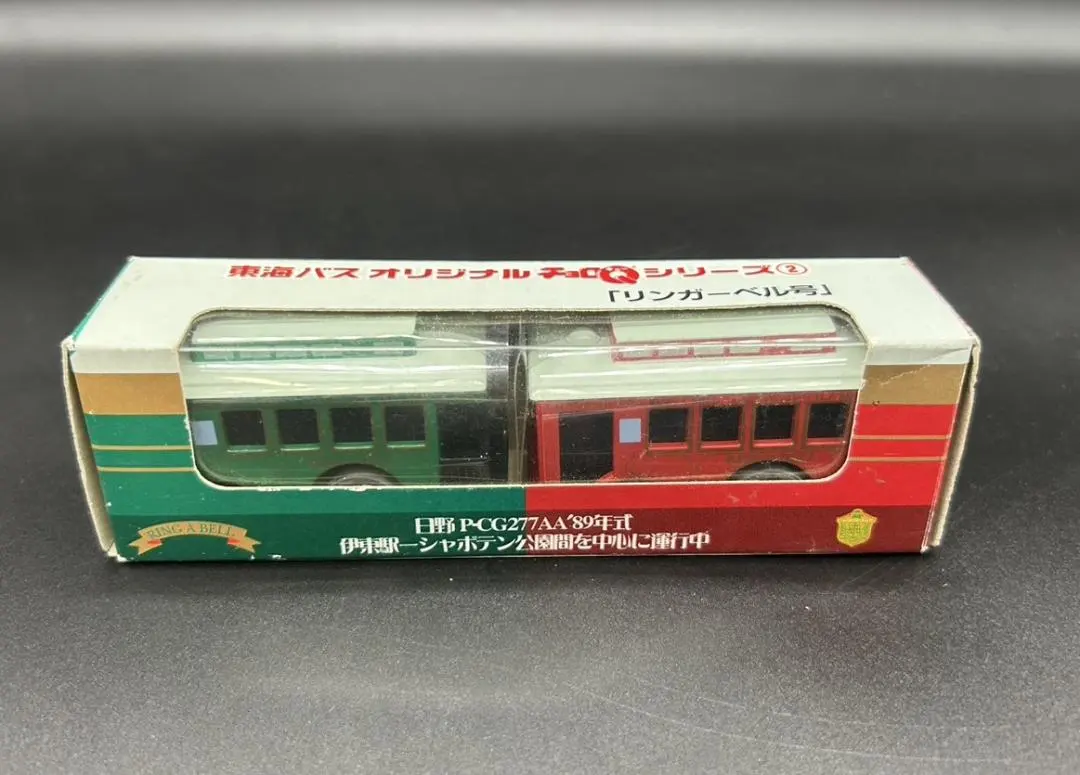 東海バス オリジナル チョロQシリーズ②
「リンガーベル号」
RING A BELL
日野 P-CG277AA '89年式
伊東駅ーシャボテン公園間を中心に運行中